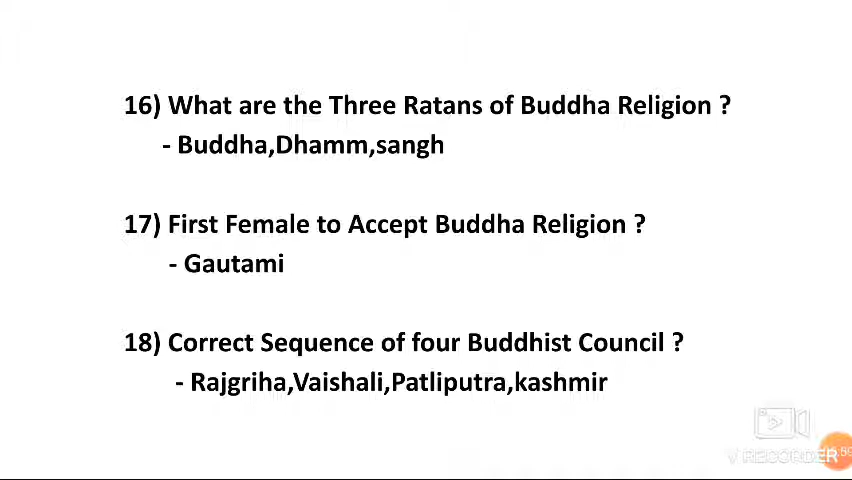 16) What are the Three Ratans of Buddha Religion ?
- Buddha,Dhamm,sangh
17) First Female to Accept Buddha Religion ?
- Gautami
18) Correct Sequence of four Buddhist Council ?
- Rajgriha,Vaishali,Patliputra,kashmir
V RECORDER